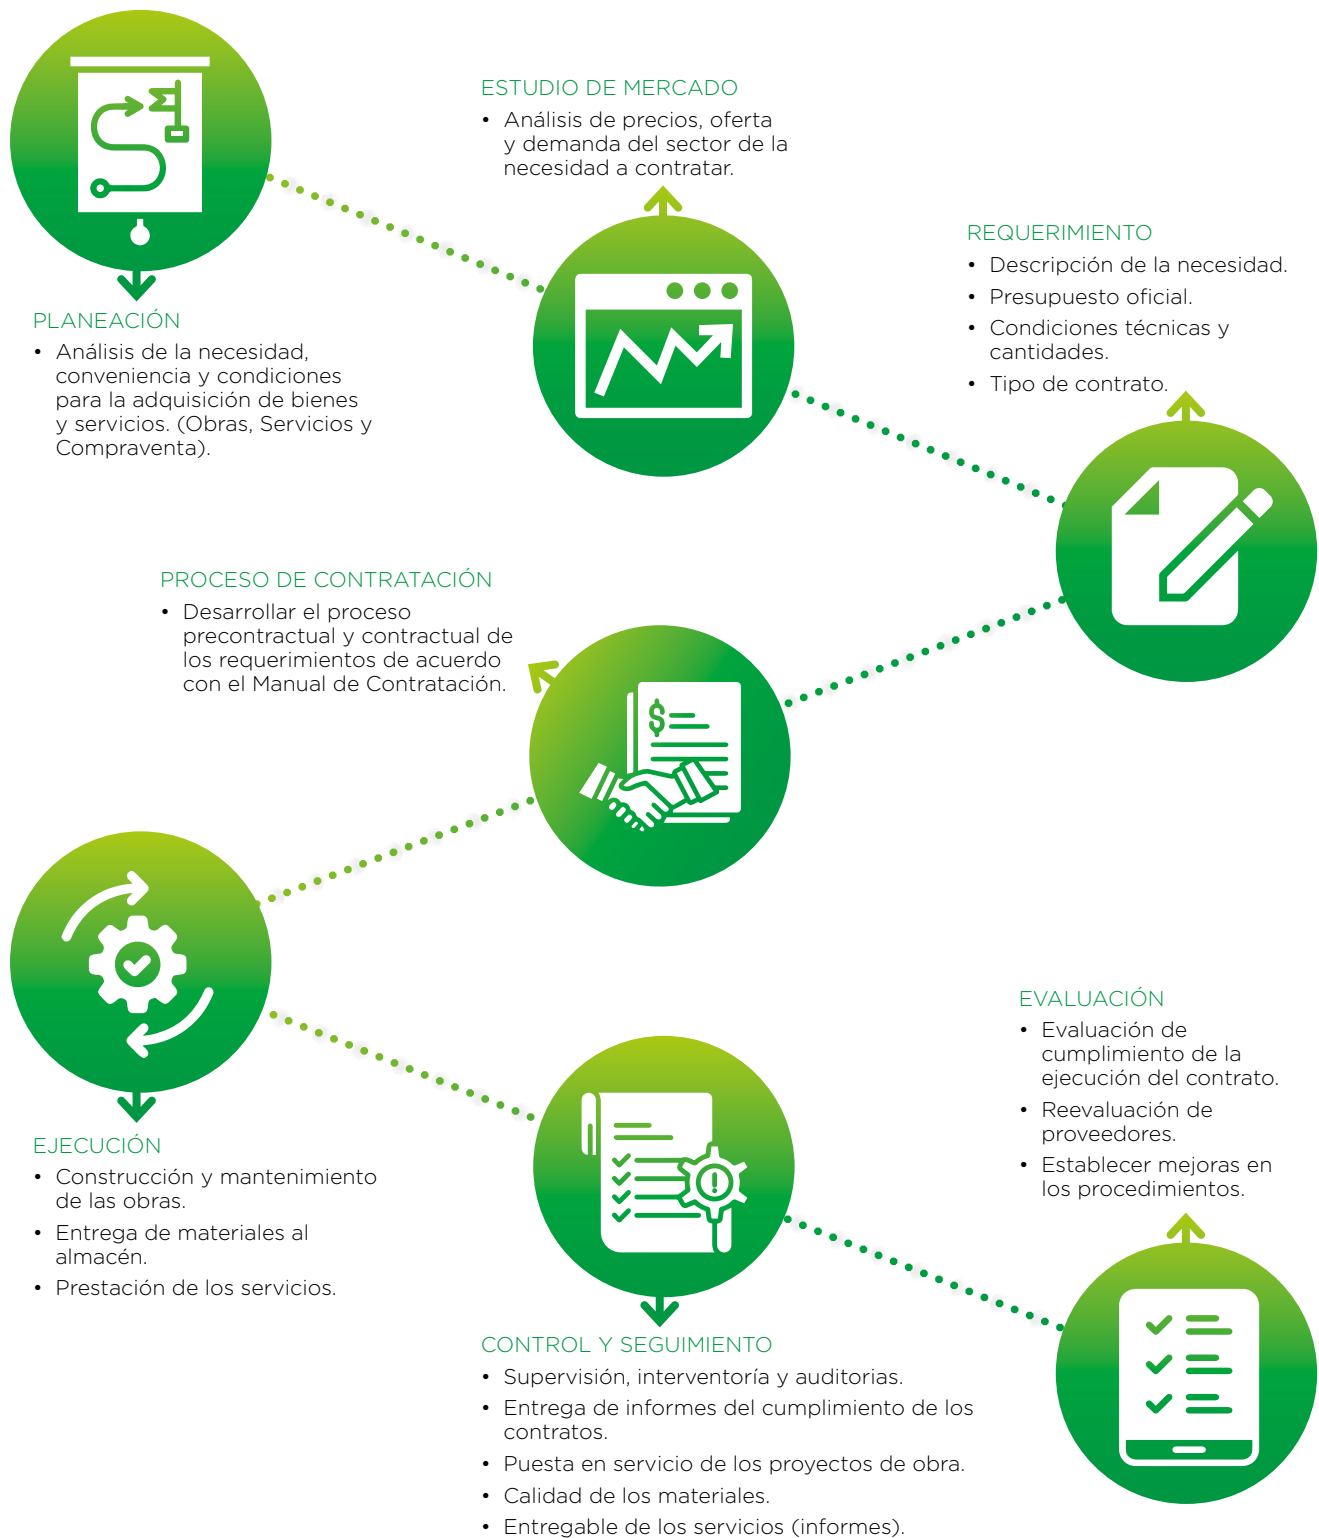 PLANEACIÓN
• Análisis de la necesidad,
conveniencia y condiciones
para la adquisición de bienes
y servicios. (Obras, Servicios y
Compraventa).
ESTUDIO DE MERCADO
• Análisis de precios, oferta
y demanda del sector de la
necesidad a contratar.
REQUERIMIENTO
• Descripción de la necesidad.
• Presupuesto oficial.
• Condiciones técnicas y
cantidades.
• Tipo de contrato.
PROCESO DE CONTRATACIÓN
• Desarrollar el proceso
precontractual y contractual de
los requerimientos de acuerdo
con el Manual de Contratación.
$
EJECUCIÓN
• Construcción y mantenimiento
de las obras.
• Entrega de materiales al
almacén.
• Prestación de los servicios.
CONTROL Y SEGUIMIENTO
• Supervisión, interventoría y auditorias.
• Entrega de informes del cumplimiento de los
contratos.
• Puesta en servicio de los proyectos de obra.
• Calidad de los materiales.
• Entregable de los servicios (informes).
EVALUACIÓN
• Evaluación de
cumplimiento de la
ejecución del contrato.
• Reevaluación de
proveedores.
• Establecer mejoras en
los procedimientos.